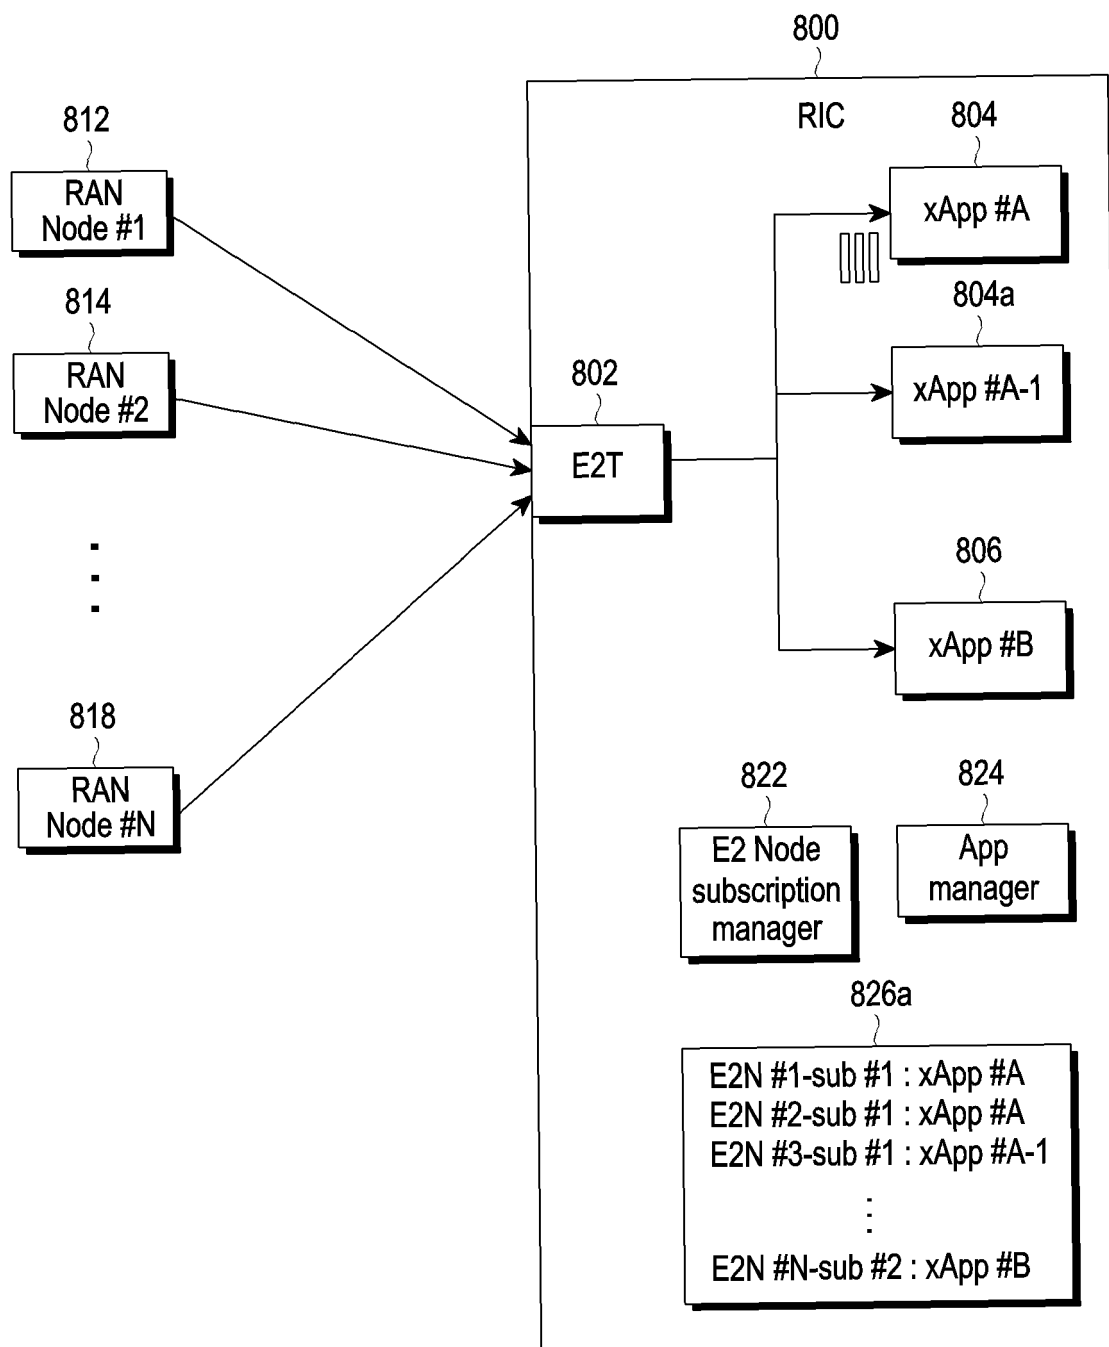 800
RIC
812
RAN
Node #1
804
xApp #A
814
RAN
Node #2
804a
xApp #A-1
802
E2T
806
xApp #B
818
RAN
Node #N
822
E2 Node
subscription
manager
824
App
manager
826a
E2N #1-sub #1 : xApp #A
E2N #2-sub #1 : xApp #A
E2N #3-sub #1 : xApp #A-1
E2N #N-sub #2 : xApp #B